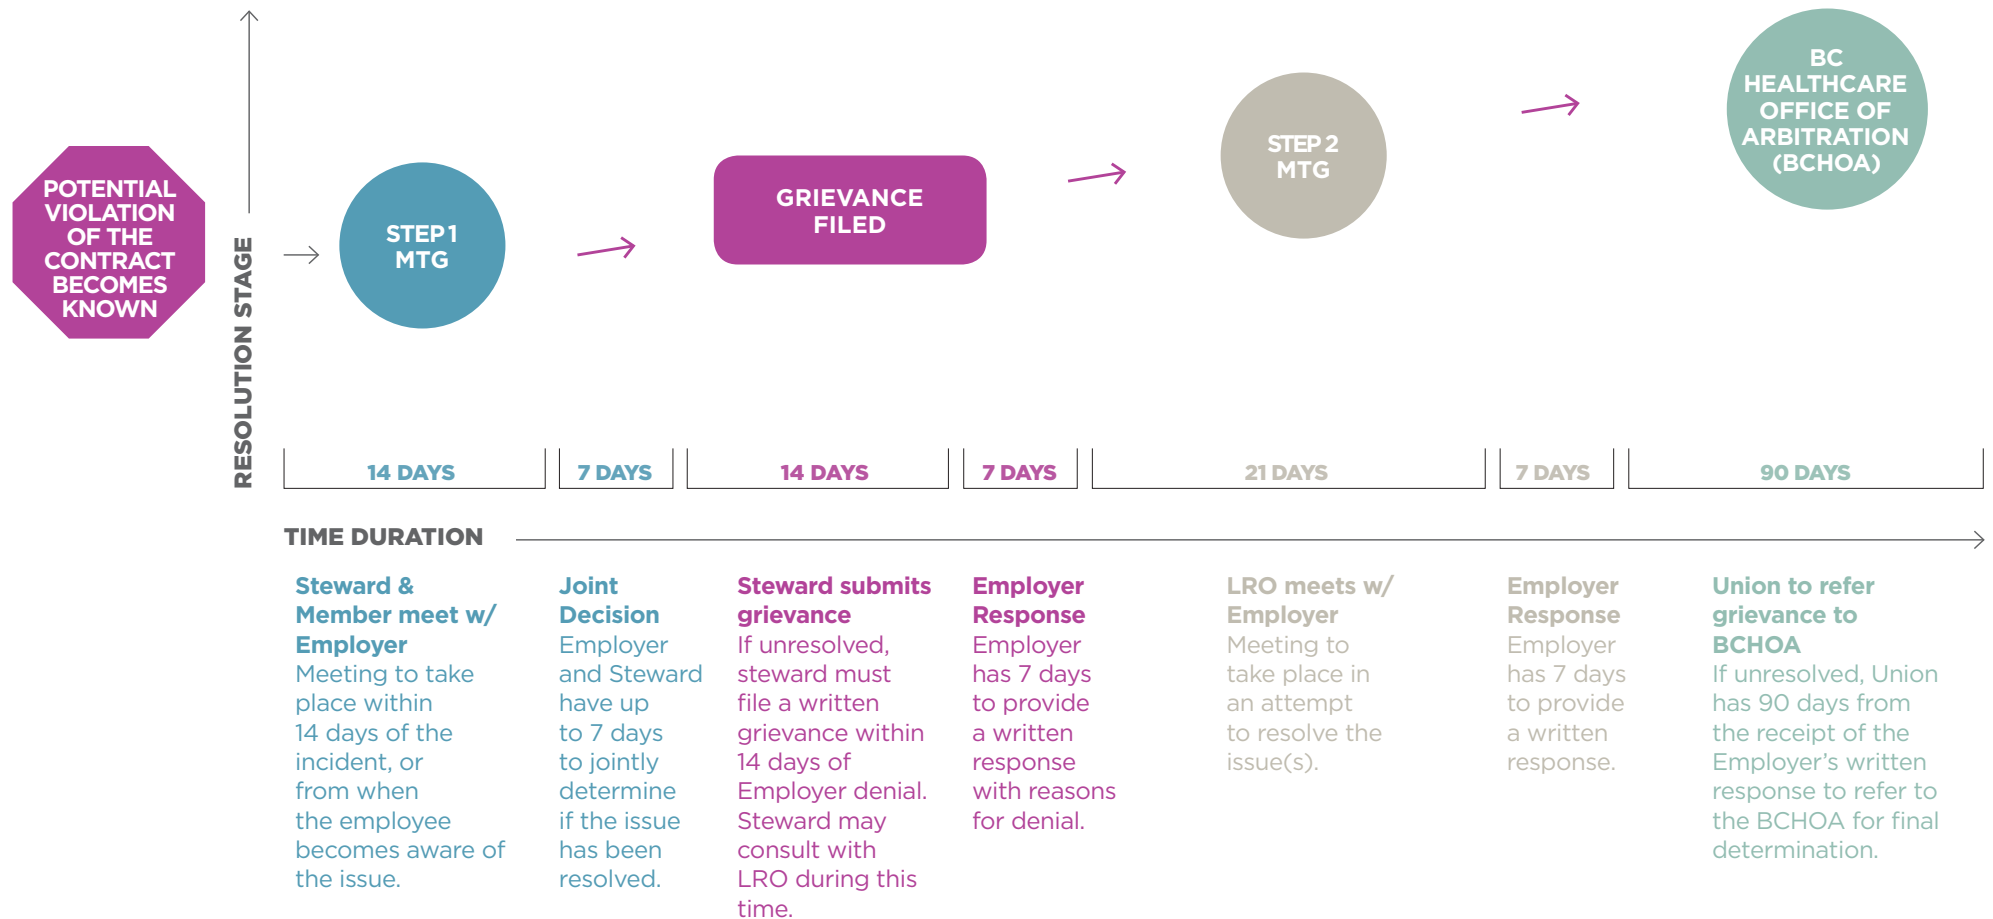 POTENTIAL
VIOLATION
OF THE
CONTRACT
BECOMES
KNOWN
RESOLUTION STAGE
STEP 1
MTG
GRIEVANCE
FILED
STEP 2
MTG
BC
HEALTHCARE
OFFICE OF
ARBITRATION
(BCHOA)
14 DAYS
7 DAYS
14 DAYS
7 DAYS
21 DAYS
7 DAYS
90 DAYS
TIME DURATION
Steward &
Member meet w/
Employer
Meeting to take
place within
14 days of the
incident, or
from when
the employee
becomes aware of
the issue.
Joint
Decision
Employer
and Steward
have up
to 7 days
to jointly
determine
if the issue
has been
resolved.
Steward submits
grievance
If unresolved,
steward must
file a written
grievance within
14 days of
Employer denial.
Steward may
consult with
LRO during this
time.
Employer
Response
Employer
has 7 days
to provide
a written
response
with reasons
for denial.
LRO meets w/
Employer
Meeting to
take place in
an attempt
to resolve the
issue(s).
Employer
Response
Employer
has 7 days
to provide
a written
response.
Union to refer
grievance to
BCHOA
If unresolved, Union
has 90 days from
the receipt of the
Employer’s written
response to refer to
the BCHOA for final
determination.